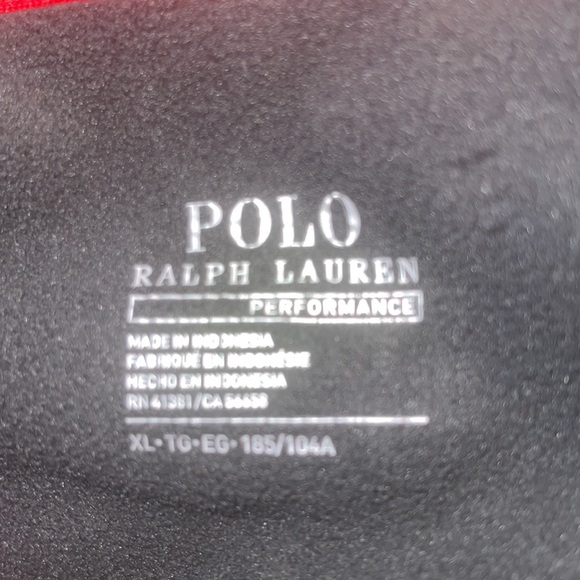 POLO
RALPH LAUREN
PERFORMANCE
MADE IN INDONESIA
FABRIQUÉ EN INDONÉSIE
HECHO EN INDONESIA
RN 41381/CA 56658
XL•TG•EG•185/104A